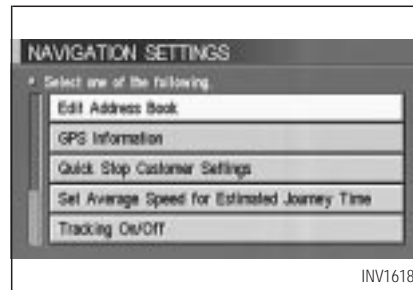 NAVIGATION SETTINGS
Select one of the following.
Edit Address Book
GPS Information
Quick Stop Customer Settings
Set Average Speed for Estimated Journey Time
Tracking On/Off
INV1618